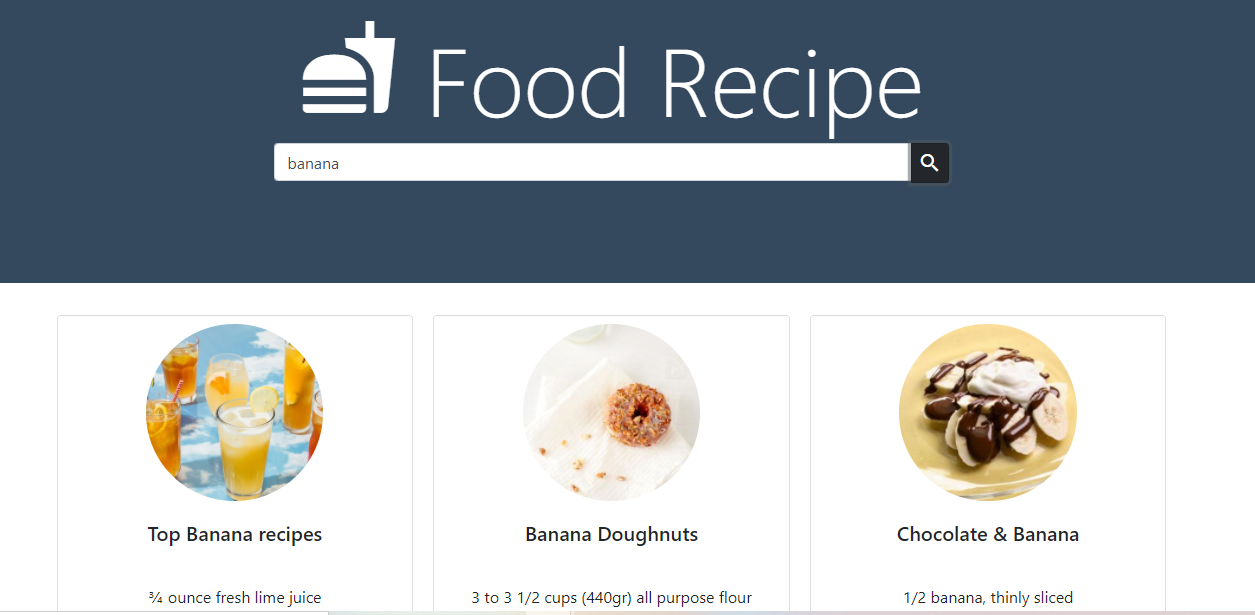 Food Recipe
banana
Top Banana recipes
Banana Doughnuts
Chocolate & Banana
¾ ounce fresh lime juice
3 to 3 1/2 cups (440gr) all purpose flour
1/2 banana, thinly sliced